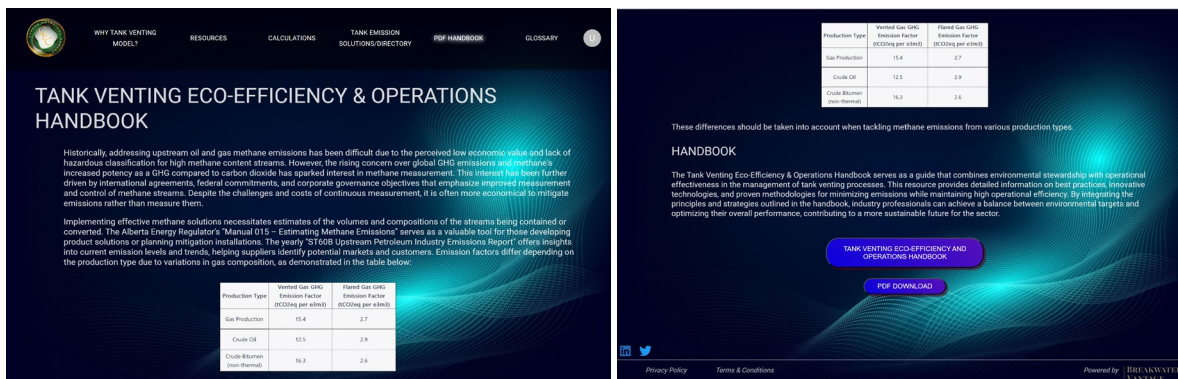 WHY TANK VENTING
MODEL?
RESOURCES
CALCULATIONS
TANK EMISSION
SOLUTIONS/DIRECTORY
PDF HANDBOOK
GLOSSARY
U
TANK VENTING ECO-EFFICIENCY & OPERATIONS
HANDBOOK
Historically, addressing upstream oil and gas methane emissions has been difficult due to the perceived low economic value and lack of
hazardous classification for high methane content streams. However, the rising concern over global GHG emissions and methane's
increased potency as a GHG compared to carbon dioxide has sparked interest in methane measurement. This interest has been further
driven by international agreements, federal commitments, and corporate governance objectives that emphasize improved measurement
and control of methane streams. Despite the challenges and costs of continuous measurement, it is often more economical to mitigate
emissions rather than measure them.
Implementing effective methane solutions necessitates estimates of the volumes and compositions of the streams being contained or
converted. The Alberta Energy Regulator's "Manual 015 – Estimating Methane Emissions" serves as a valuable tool for those developing
product solutions or planning mitigation installations. The yearly "ST60B Upstream Petroleum Industry Emissions Report" offers insights
into current emission levels and trends, helping suppliers identify potential markets and customers. Emission factors differ depending on
the production type due to variations in gas composition, as demonstrated in the table below:
Production Type
Vented Gas GHG
Emission Factor
(tCO2eq per e3m3)
Flared Gas GHG
Emission Factor
(tCO2eq per e3m3)
Gas Production 15.4 2.7
Crude Oil 12.5 2.9
Crude Bitumen
(non-thermal) 16.3 2.6
Production Type
Vented Gas GHG
Emission Factor
(tCO2eq per e3m3)
Flared Gas GHG
Emission Factor
(tCO2eq per e3m3)
Gas Production 15.4 2.7
Crude Oil 12.5 2.9
Crude Bitumen
(non-thermal) 16.3 2.6
These differences should be taken into account when tackling methane emissions from various production types.
HANDBOOK
The Tank Venting Eco-Efficiency & Operations Handbook serves as a guide that combines environmental stewardship with operational
effectiveness in the management of tank venting processes. This resource provides detailed information on best practices, innovative
technologies, and proven methodologies for minimizing emissions while maintaining high operational efficiency. By integrating the
principles and strategies outlined in the handbook, industry professionals can achieve a balance between environmental targets and
optimizing their overall performance, contributing to a more sustainable future for the sector.
TANK VENTING ECO-EFFICIENCY AND
OPERATIONS HANDBOOK
PDF DOWNLOAD
in
Privacy Policy
Terms & Conditions
Powered by
BREAKWATER
VANTAGE